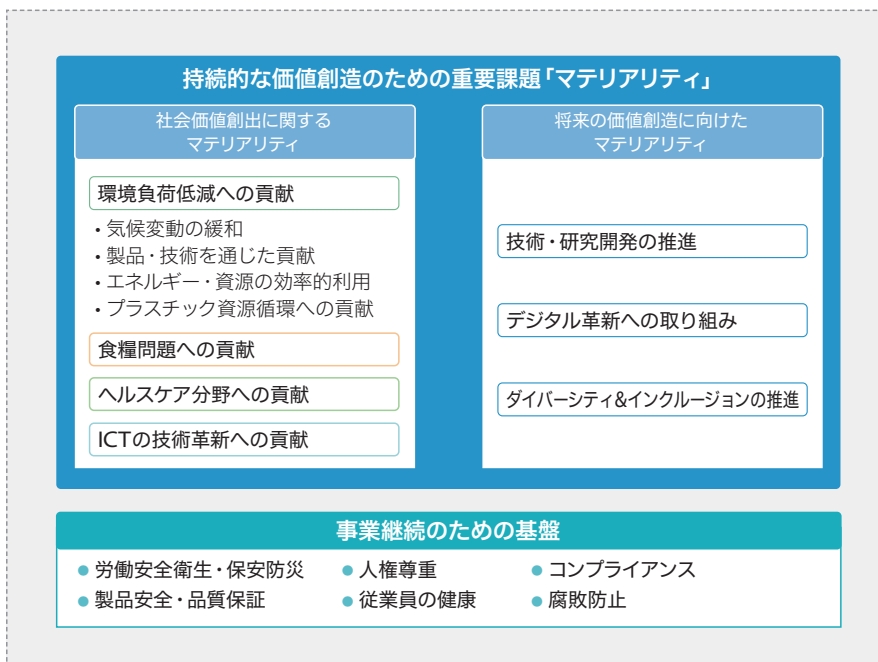 持続的な価値創造のための重要課題「マテリアリティ」
社会価値創出に関する
マテリアリティ
環境負荷低減への貢献
・気候変動の緩和
・製品・技術を通じた貢献
・エネルギー・資源の効率的利用
・プラスチック資源循環への貢献
食糧問題への貢献
ヘルスケア分野への貢献
ICTの技術革新への貢献
将来の価値創造に向けた
マテリアリティ
技術・研究開発の推進
デジタル革新への取り組み
ダイバーシティ&インクルージョンの推進
事業継続のための基盤
● 労働安全衛生・保安防災 ● 人権尊重 ● コンプライアンス
● 製品安全・品質保証 ● 従業員の健康 ● 腐敗防止